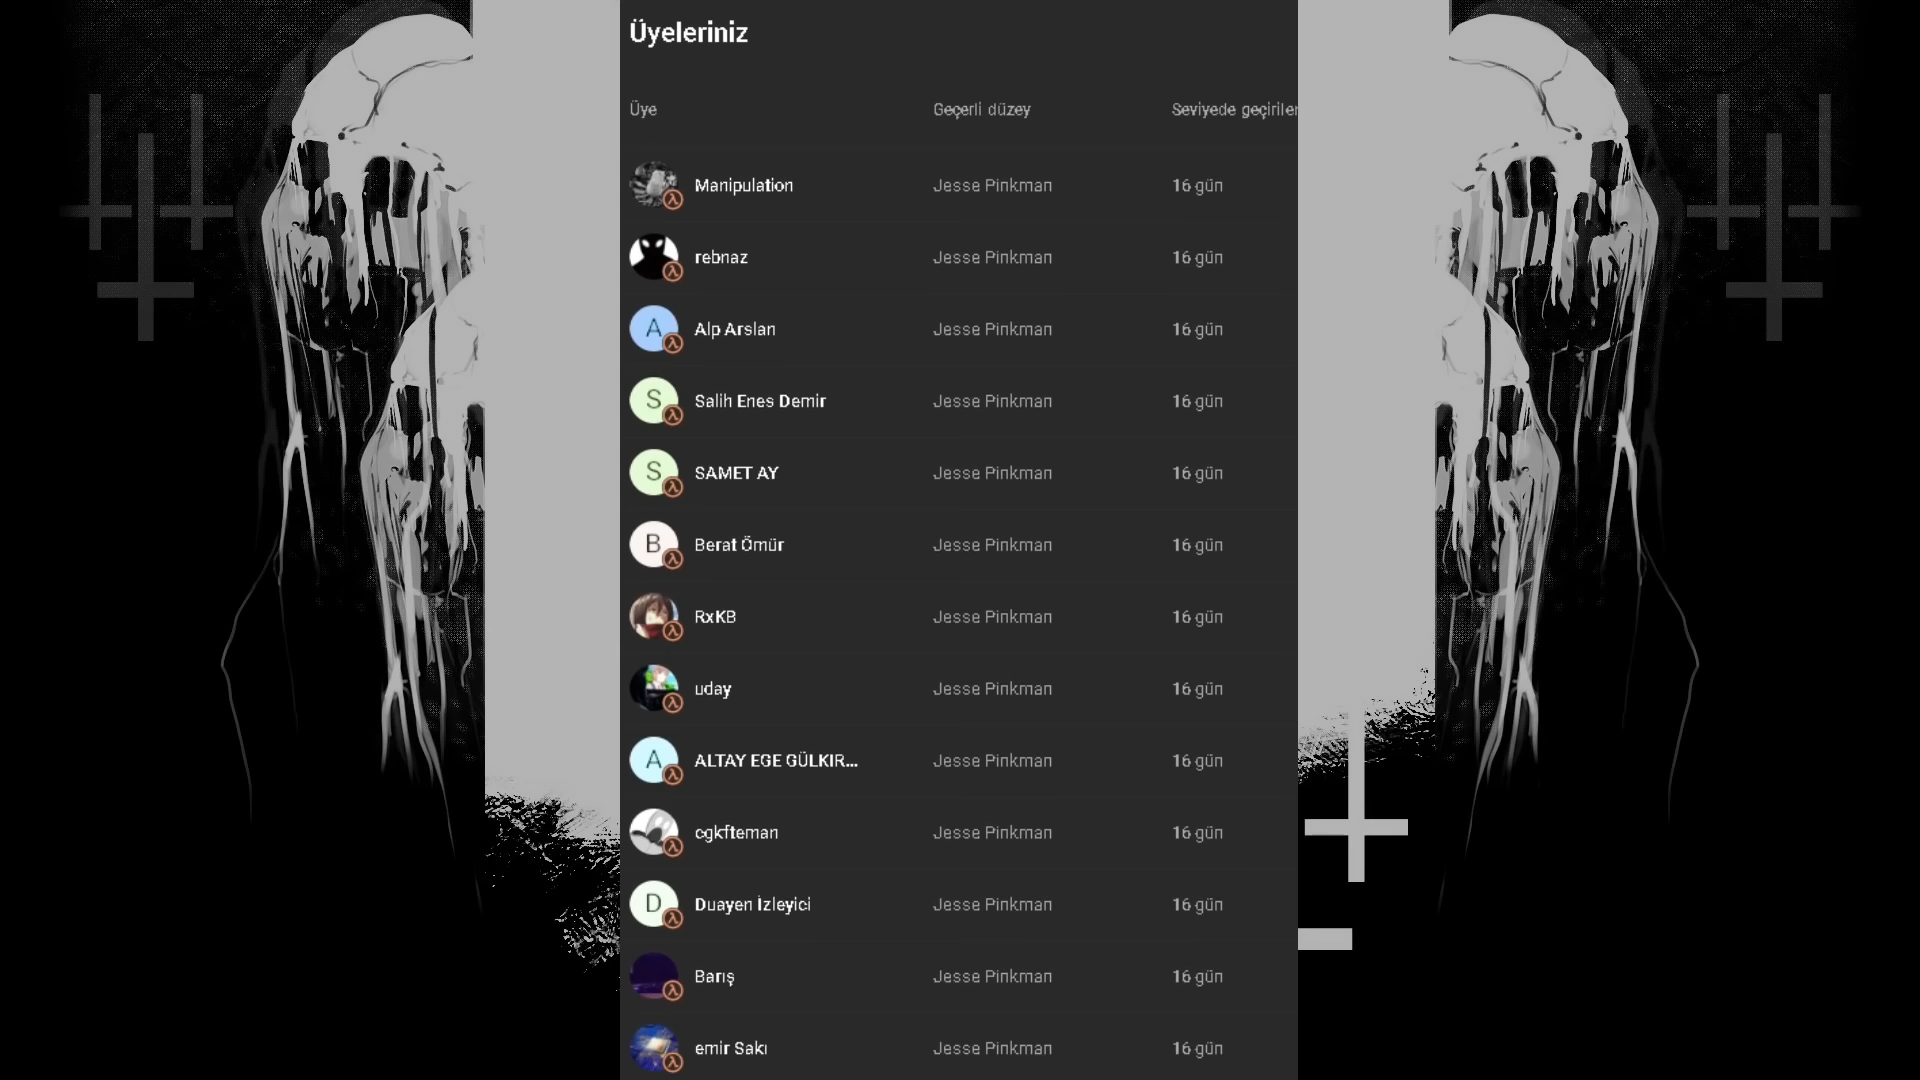 Üyeleriniz
Üye Geçerli düzey Seviyede geçirilen
Manipulation Jesse Pinkman 16 gün
rebnaz Jesse Pinkman 16 gün
A Alp Arslan Jesse Pinkman 16 gün
S Salih Enes Demir Jesse Pinkman 16 gün
S SAMET AY Jesse Pinkman 16 gün
B Berat Ömür Jesse Pinkman 16 gün
RxKB Jesse Pinkman 16 gün
uday Jesse Pinkman 16 gün
A ALTAY EGE GÜLKIR... Jesse Pinkman 16 gün
cgkfteman Jesse Pinkman 16 gün
D Duayen İzleyici Jesse Pinkman 16 gün
Barış Jesse Pinkman 16 gün
emir Sakı Jesse Pinkman 16 gün